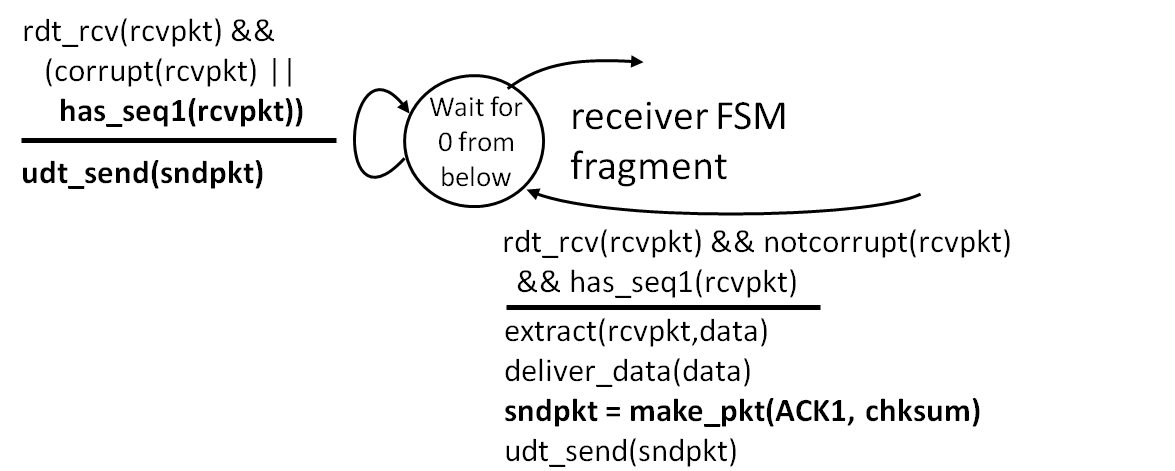 rdt_rcv(rcvpkt) &&
(corrupt(rcvpkt) ||
has_seq1(rcvpkt))
udt_send(sndpkt)
Wait for
0 from
below
receiver FSM
fragment
rdt_rcv(rcvpkt) && notcorrupt(rcvpkt)
&& has_seq1(rcvpkt)
extract(rcvpkt,data)
deliver_data(data)
sndpkt = make_pkt(ACK1, chksum)
udt_send(sndpkt)